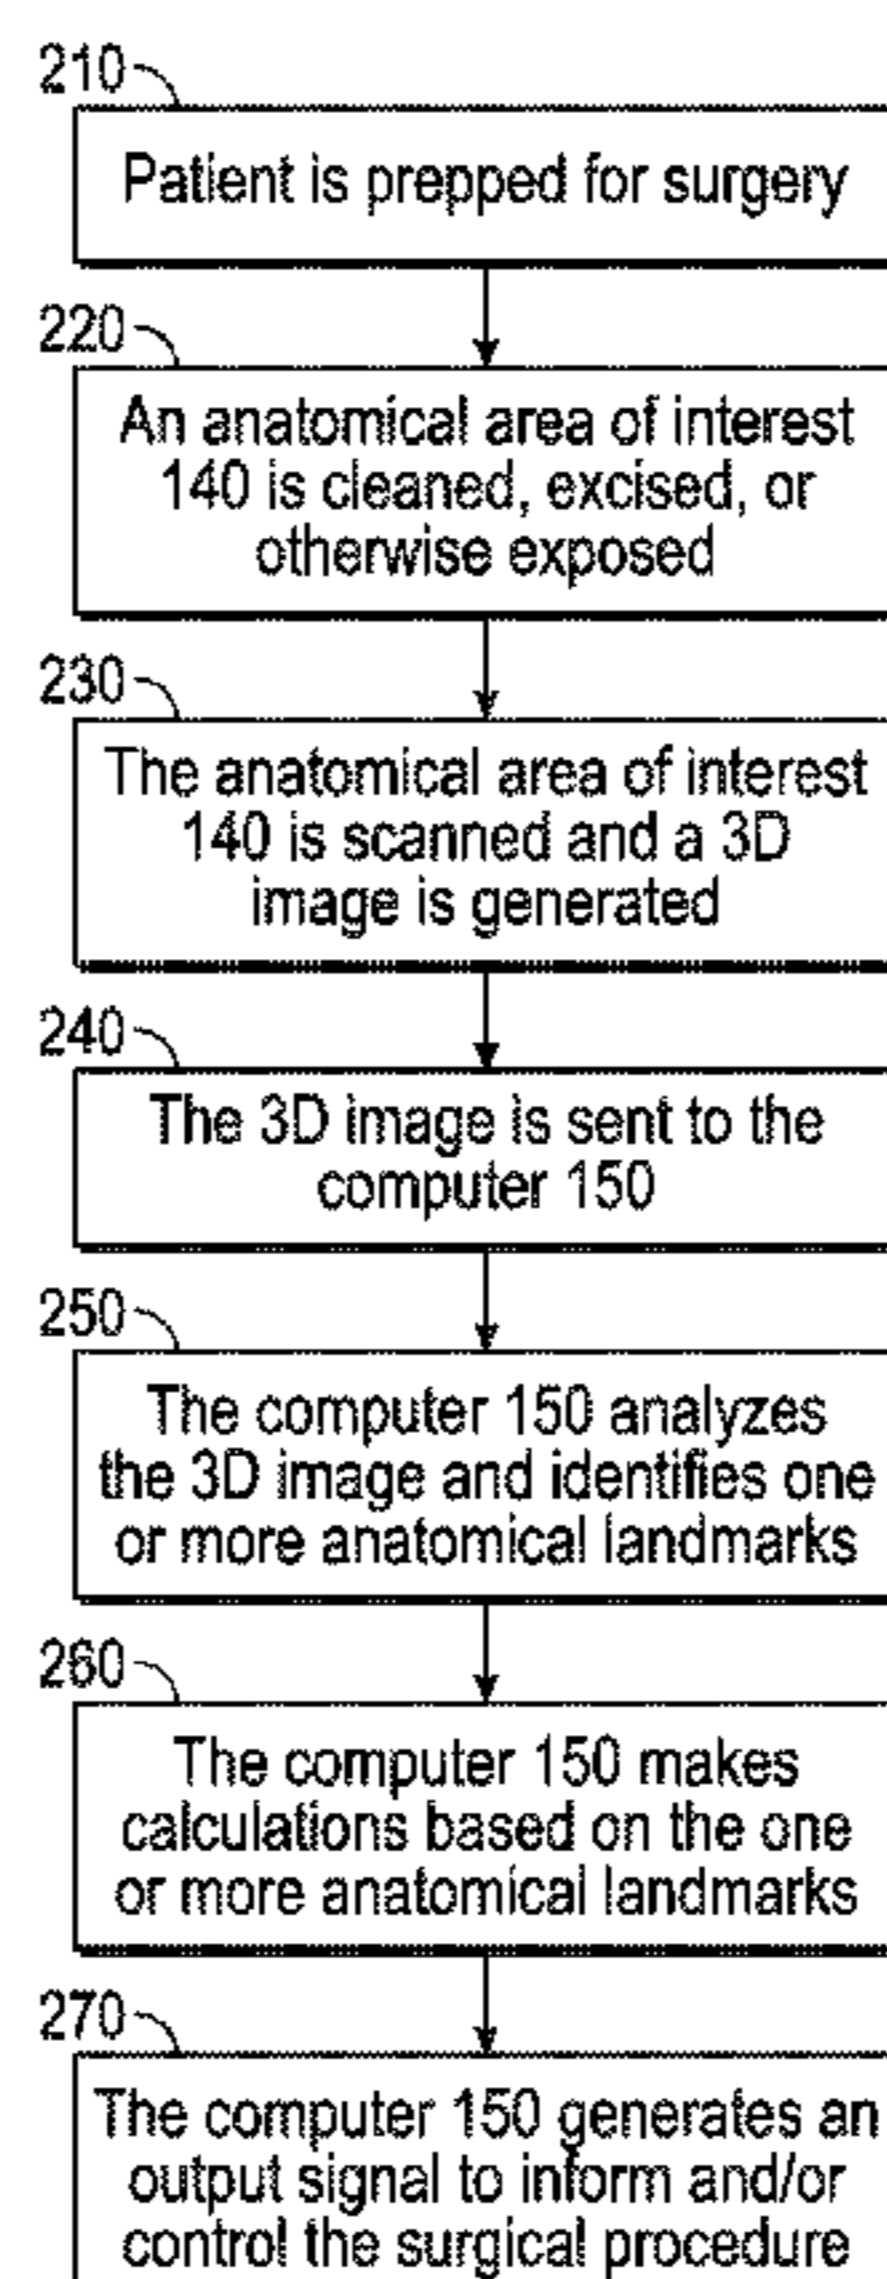 210
Patient is prepped for surgery
220
An anatomical area of interest
140 is cleaned, excised, or
otherwise exposed
230
The anatomical area of interest
140 is scanned and a 3D
image is generated
240
The 3D image is sent to the
computer 150
250
The computer 150 analyzes
the 3D image and identifies one
or more anatomical landmarks
260
The computer 150 makes
calculations based on the one
or more anatomical landmarks
270
The computer 150 generates an
output signal to inform and/or
control the surgical procedure